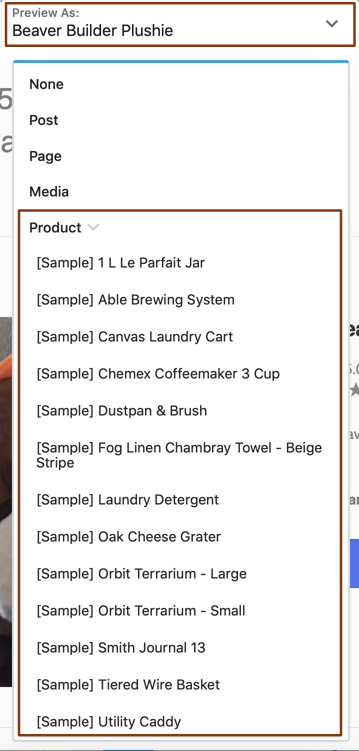 Preview As:
Beaver Builder Plushie
None
Post
Page
Media
Product
[Sample] 1 L Le Parfait Jar
[Sample] Able Brewing System
[Sample] Canvas Laundry Cart
[Sample] Chemex Coffeemaker 3 Cup
[Sample] Dustpan & Brush
[Sample] Fog Linen Chambray Towel - Beige
Stripe
[Sample] Laundry Detergent
[Sample] Oak Cheese Grater
[Sample] Orbit Terrarium - Large
[Sample] Orbit Terrarium - Small
[Sample] Smith Journal 13
[Sample] Tiered Wire Basket
[Sample] Utility Caddy